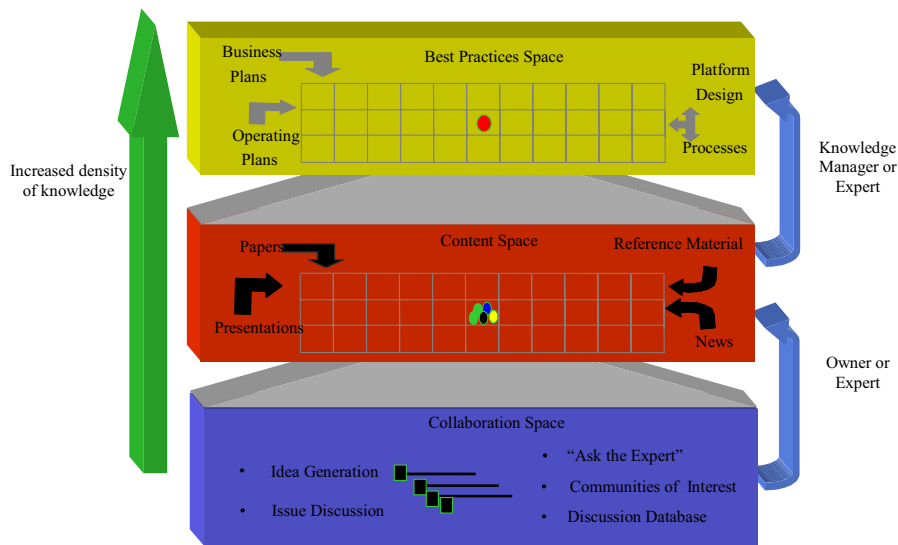 Best Practices Space
Business
Plans
Operating
Plans
Platform
Design
Processes
Increased density
of knowledge
Knowledge
Manager or
Expert
Content Space
Papers
Presentations
Reference Material
News
Owner or
Expert
Collaboration Space
• Idea Generation
• Issue Discussion
• “Ask the Expert”
• Communities of Interest
• Discussion Database